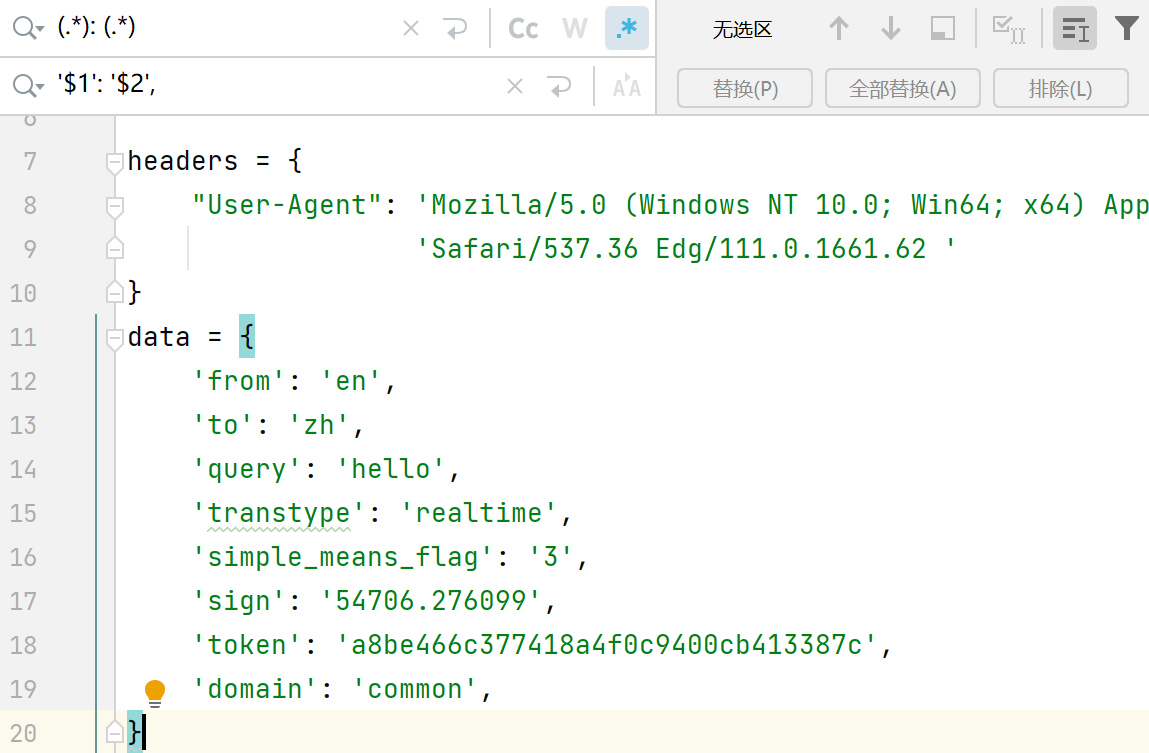 (.*): (.*)
Cc W .* 无选区
'$1': '$2',
替换(P) 全部替换(A) 排除(L)
6
7 headers = {
8 "User-Agent": 'Mozilla/5.0 (Windows NT 10.0; Win64; x64) App
9 'Safari/537.36 Edg/111.0.1661.62 '
10 }
11 data = {
12 'from': 'en',
13 'to': 'zh',
14 'query': 'hello',
15 'transtype': 'realtime',
16 'simple_means_flag': '3',
17 'sign': '54706.276099',
18 'token': 'a8be466c377418a4f0c9400cb413387c',
19 'domain': 'common',
20 }